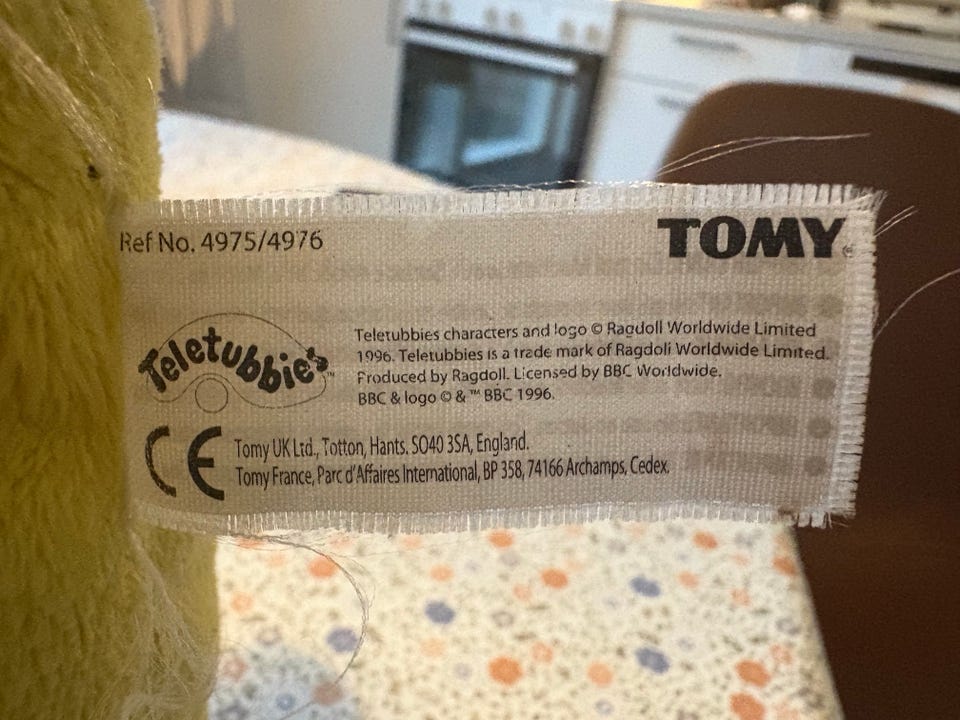 Ref No. 4975/4976
TOMY®
Teletubbies™
Teletubbies characters and logo © Ragdoll Worldwide Limited
1996. Teletubbies is a trade mark of Ragdoll Worldwide Limited.
Produced by Ragdoll. Licensed by BBC Worldwide.
BBC & logo © & ™ BBC 1996.
CE
Tomy UK Ltd., Totton, Hants. SO40 3SA, England.
Tomy France, Parc d'Affaires International, BP 358, 74166 Archamps, Cedex.